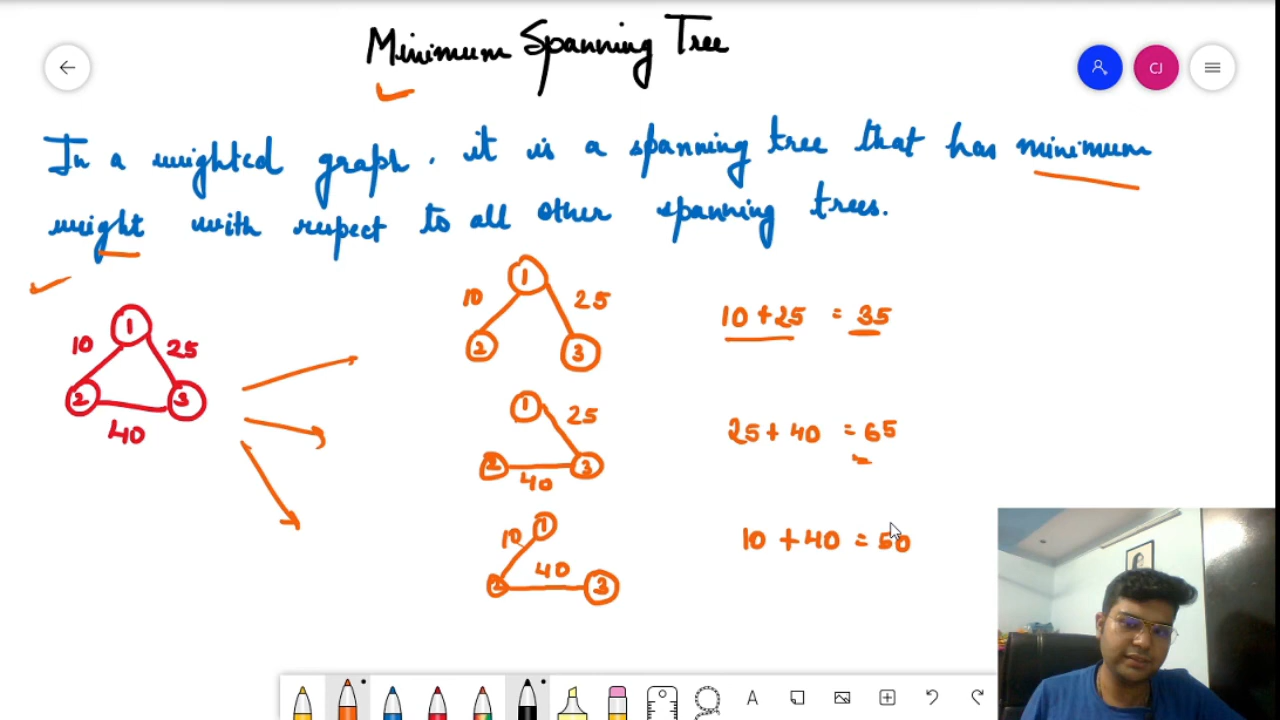 Minimum Spanning Tree
CJ
In a weighted graph, it is a spanning tree that has minimum
weight with respect to all other spanning trees.
1
10 25
2 3
40
1
10 25
2 3
10+25 = 35
1
25
2 3
40
25+40 = 65
1
10
40
2 3
10+40 = 50
A